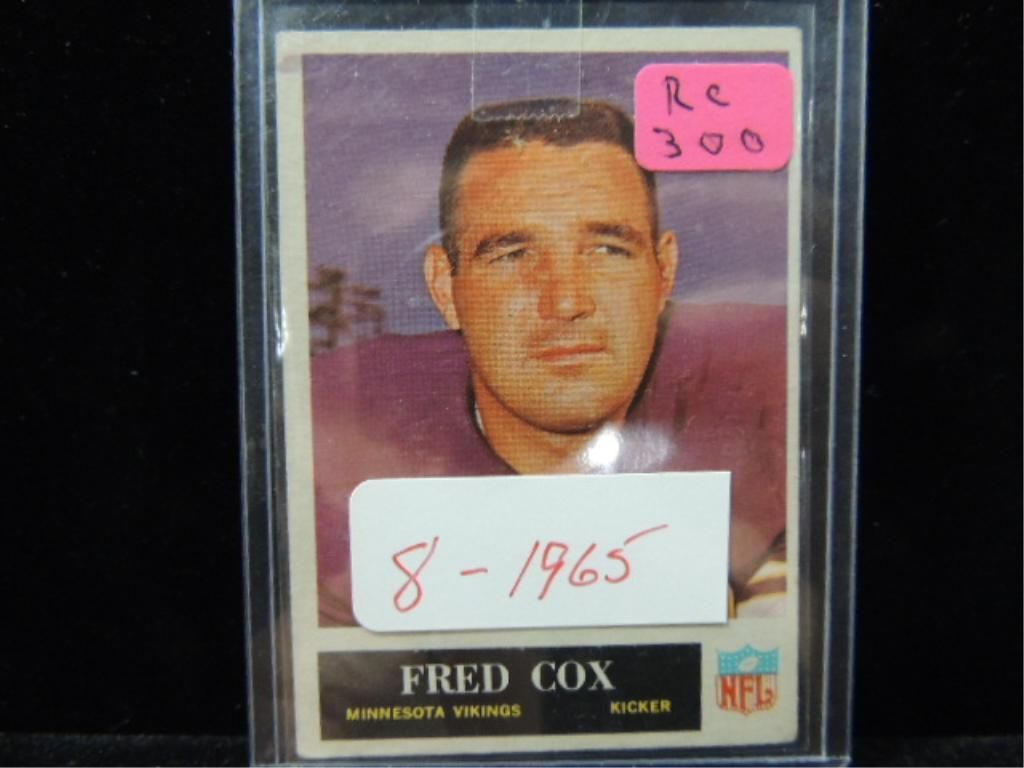 RC
300
8-1965
FRED COX
MINNESOTA VIKINGS KICKER
NFL